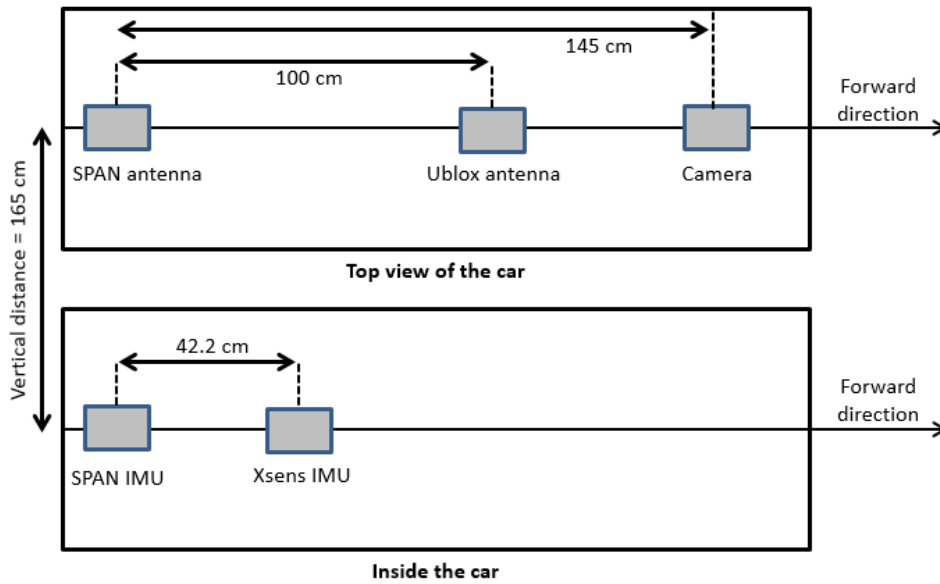 145 cm
100 cm
Forward
direction
SPAN antenna
Ublox antenna
Camera
Top view of the car
Vertical distance = 165 cm
42.2 cm
Forward
direction
SPAN IMU
Xsens IMU
Inside the car